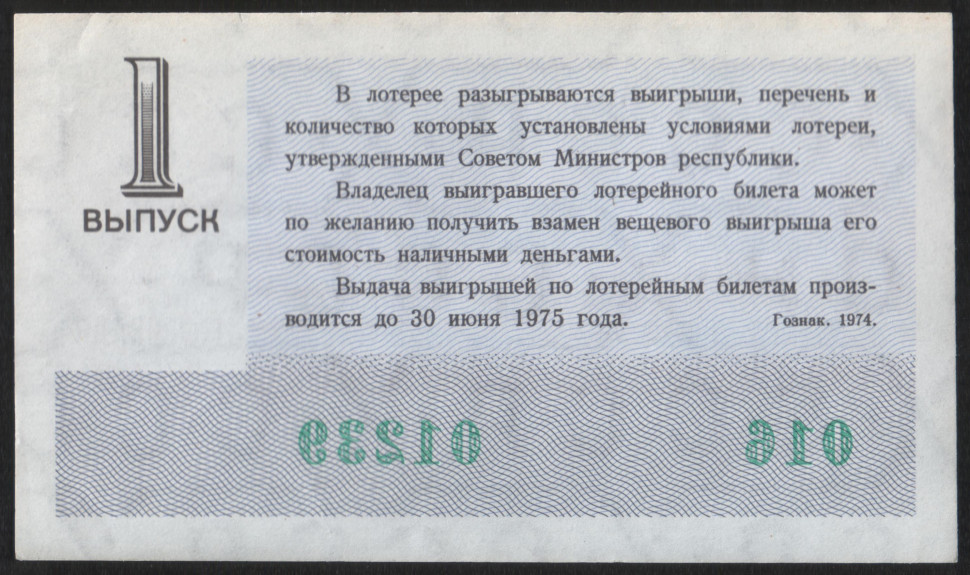 1
ВЫПУСК
В лотерее разыгрываются выигрыши, перечень и
количество которых установлены условиями лотереи,
утвержденными Советом Министров республики.
Владелец выигравшего лотерейного билета может
по желанию получить взамен вещевого выигрыша его
стоимость наличными деньгами.
Выдача выигрышей по лотерейным билетам произ-
водится до 30 июня 1975 года. Гознак. 1974.
01239 016